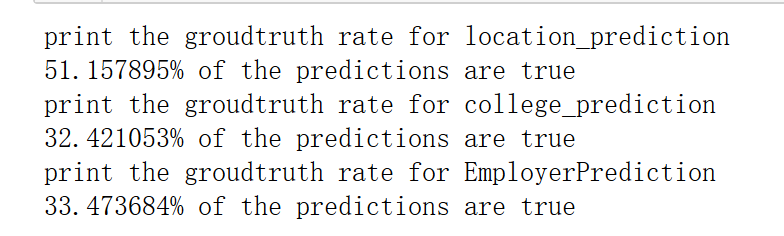 print the groudtruth rate for location_prediction
51.157895% of the predictions are true
print the groudtruth rate for college_prediction
32.421053% of the predictions are true
print the groudtruth rate for EmployerPrediction
33.473684% of the predictions are true